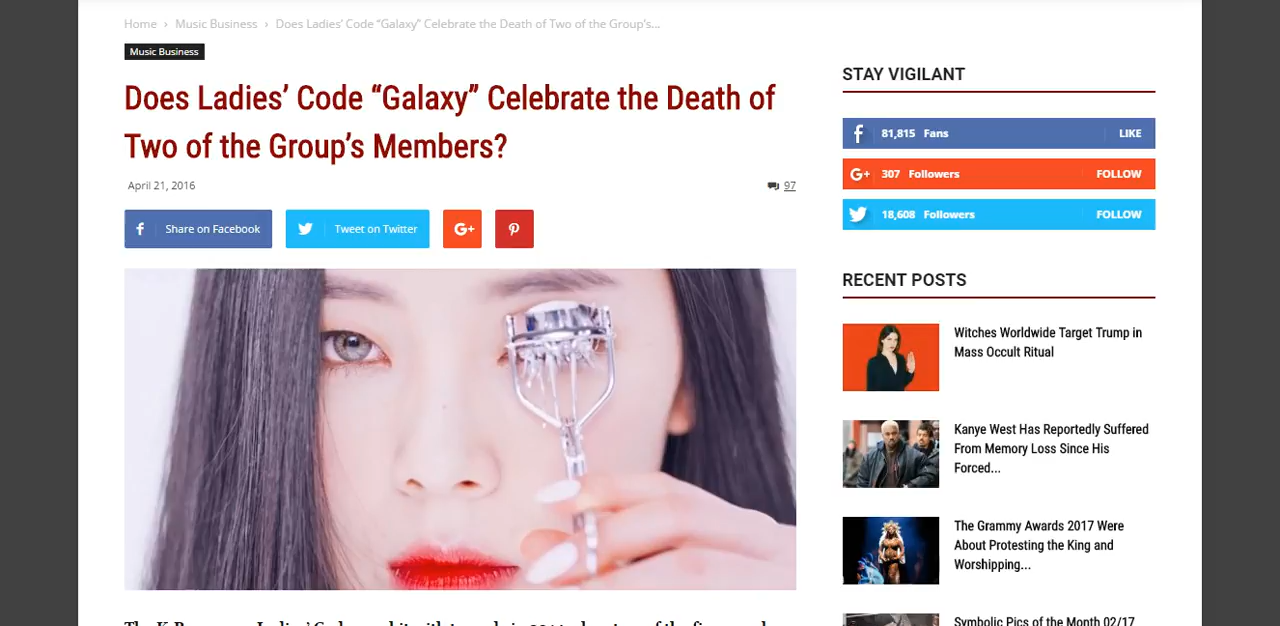 Home › Music Business › Does Ladies’ Code “Galaxy” Celebrate the Death of Two of the Group’s...
Music Business
Does Ladies’ Code “Galaxy” Celebrate the Death of
Two of the Group’s Members?
April 21, 2016
97
Share on Facebook
Tweet on Twitter
G+
STAY VIGILANT
81,815 Fans LIKE
G+ 307 Followers FOLLOW
18,608 Followers FOLLOW
RECENT POSTS
Witches Worldwide Target Trump in
Mass Occult Ritual
Kanye West Has Reportedly Suffered
From Memory Loss Since His
Forced...
The Grammy Awards 2017 Were
About Protesting the King and
Worshipping...
Symbolic Pics of the Month 02/17